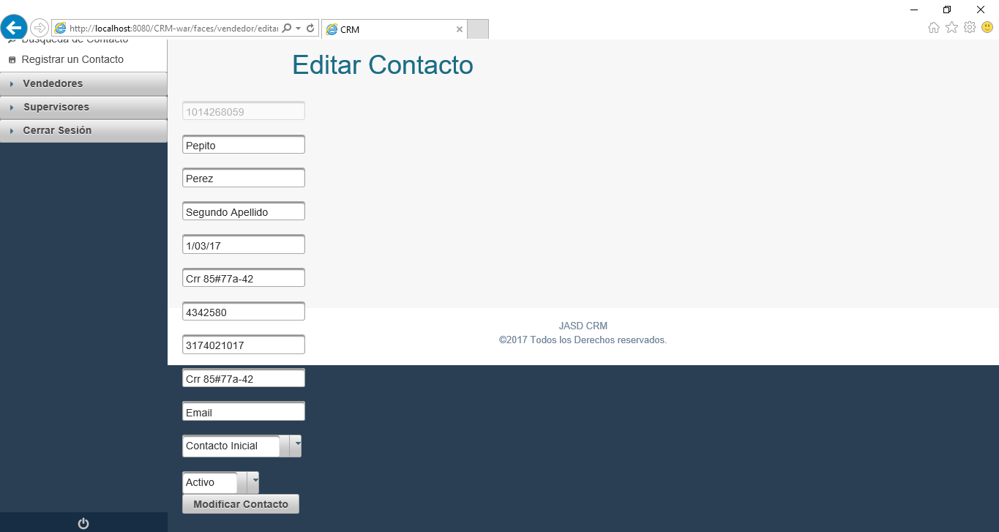 http://localhost:8080/CRM-war/faces/vendedor/editar
CRM
Búsqueda de Contacto
Registrar un Contacto
Vendedores
Supervisores
Cerrar Sesión
Editar Contacto
1014268059
Pepito
Perez
Segundo Apellido
1/03/17
Crr 85#77a-42
4342580
3174021017
Crr 85#77a-42
Email
Contacto Inicial
Activo
Modificar Contacto
JASD CRM
©2017 Todos los Derechos reservados.